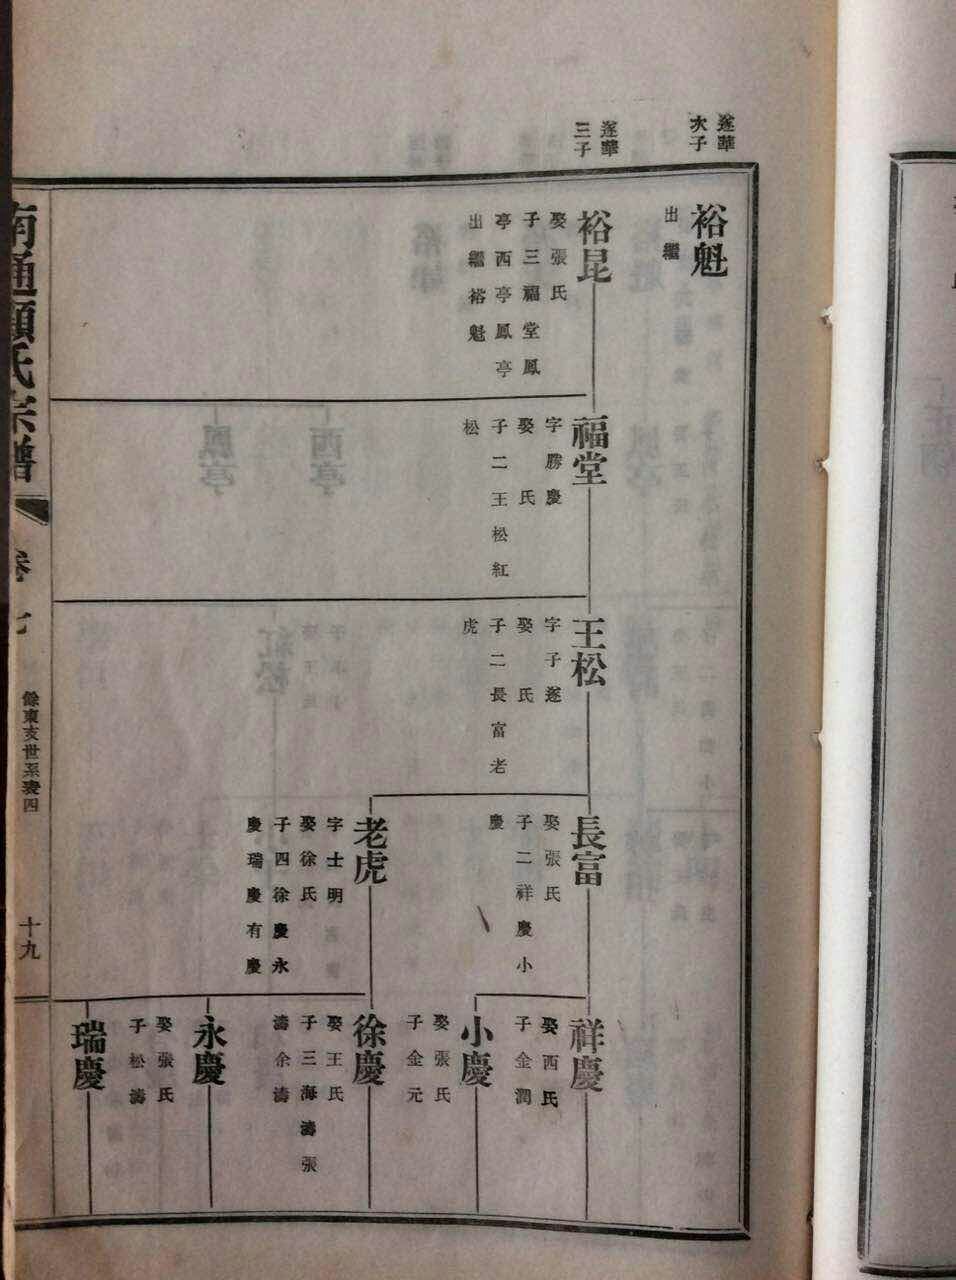 遂華
次子
裕魁
出繼
遂華
三子
裕昆
娶張氏
子三福堂鳳
亭西亭鳳亭
出繼裕魁
福堂
字勝慶
娶　氏
子二王松紅
松
王松
字子遂
娶　氏
子二長富老
虎
長富
娶張氏
子二祥慶小
慶
老虎
字士明
娶徐氏
子四徐慶永
慶瑞慶有慶
祥慶
娶西氏
子金潤
小慶
娶張氏
子金元
徐慶
娶王氏
子三海濤張
濤余濤
永慶
娶張氏
子松濤
瑞慶
南通顧氏宗譜
卷七
餘東支世系表四
十九